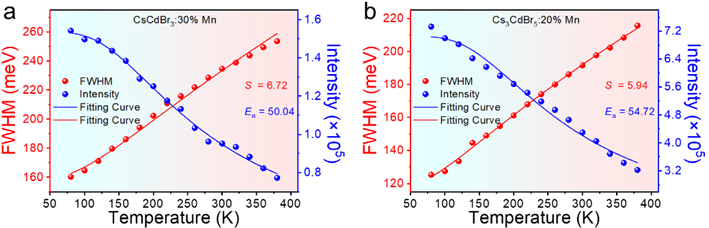 a
CsCdBr3:30% Mn
FWHM (meV)
260
240
220
200
180
160
FWHM
Intensity
Fitting Curve
Fitting Curve
S = 6.72
Ea = 50.04
1.6
1.4
1.2
1.0
0.8
Intensity (×10⁵)
50 100 150 200 250 300 350 400
Temperature (K)
b
Cs3CdBr5:20% Mn
FWHM (meV)
220
200
180
160
140
120
FWHM
Intensity
Fitting Curve
Fitting Curve
S = 5.94
Ea = 54.72
7.2
6.4
5.6
4.8
4.0
3.2
Intensity (×10⁵)
50 100 150 200 250 300 350 400
Temperature (K)